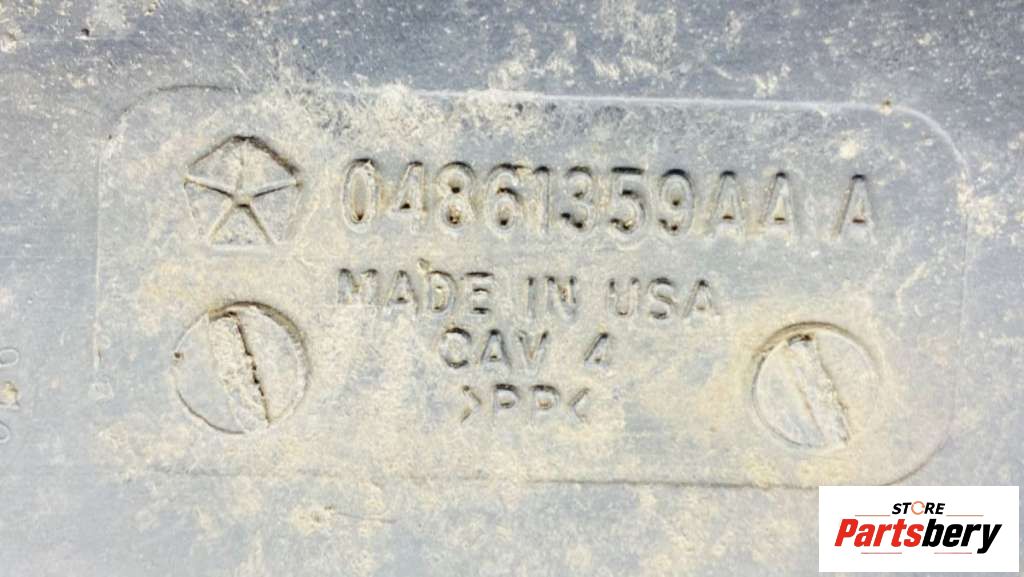 04861359AA A
MADE IN USA
CAV 4
>PP<
STORE
Partsbery